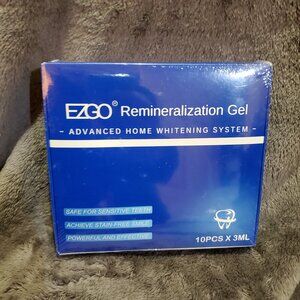 EZGO® Remineralization Gel
- ADVANCED HOME WHITENING SYSTEM -
SAFE FOR SENSITIVE TEETH
ACHIEVE STAIN-FREE SMILE
POWERFUL AND EFFECTIVE
10PCS X 3ML